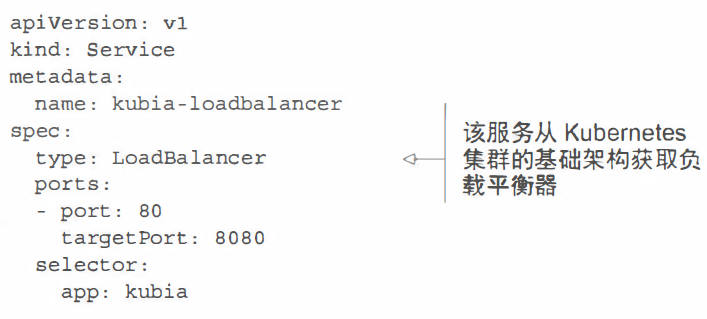 apiVersion: v1
kind: Service
metadata:
  name: kubia-loadbalancer
spec:
  type: LoadBalancer
  ports:
  - port: 80
    targetPort: 8080
  selector:
    app: kubia
该服务从 Kubernetes
集群的基础架构获取负
载平衡器